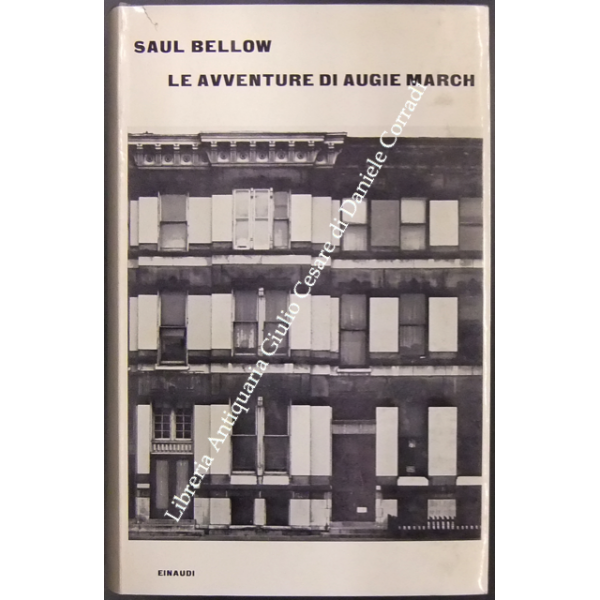 SAUL BELLOW
LE AVVENTURE DI AUGIE MARCH
Libreria Antiquaria Giulio Cesare di Daniele Corradi
EINAUDI